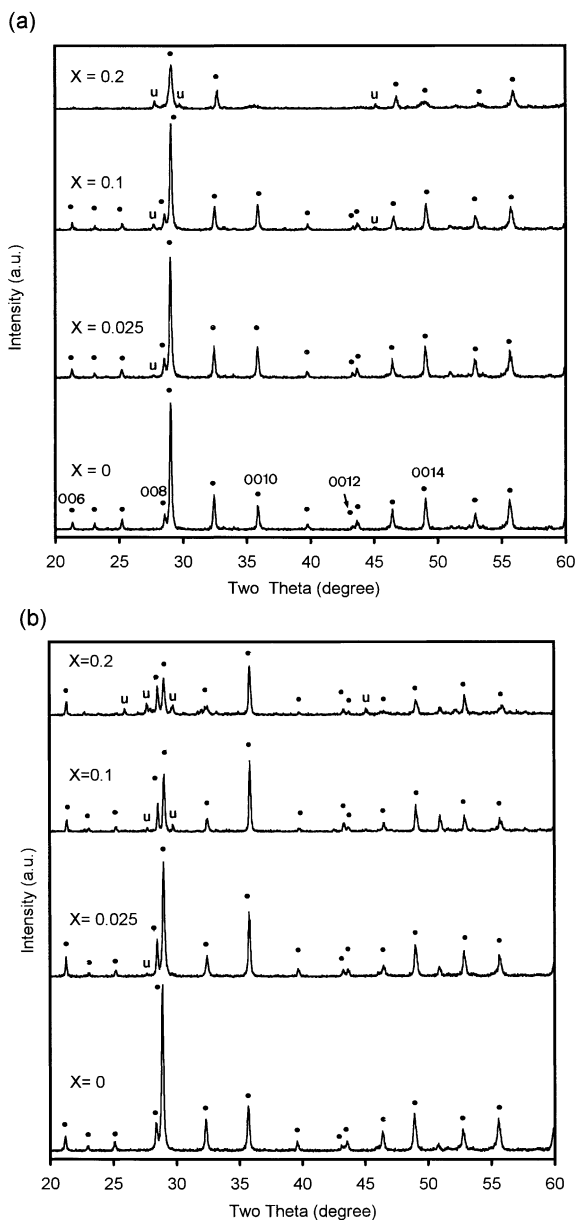 (a)
X = 0.2
u
u
u
X = 0.1
u
u
X = 0.025
u
X = 0
006
008
0010
0012
0014
Intensity (a.u.)
20 25 30 35 40 45 50 55 60
Two Theta (degree)
(b)
X=0.2
u
u
u
u
X=0.1
u
u
X = 0.025
u
X= 0
Intensity (a.u.)
20 25 30 35 40 45 50 55 60
Two Theta (degree)